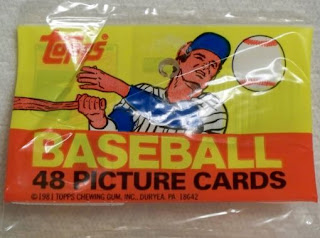 Topps
BASEBALL
48 PICTURE CARDS
©1981 TOPPS CHEWING GUM, INC., DURYEA, PA 18642